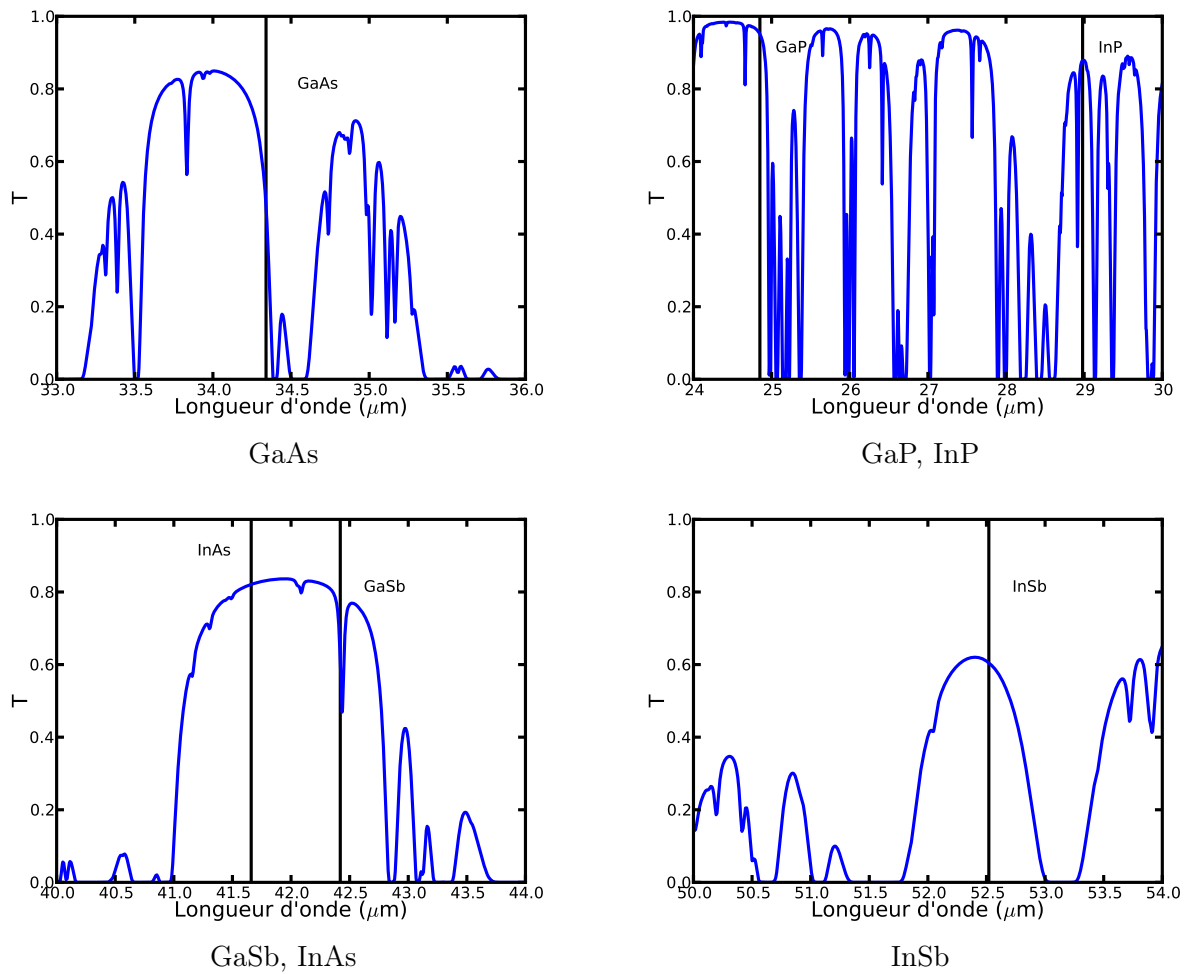 1.0
0.8
0.6
0.4
0.2
0.0
T
GaAs
33.0 33.5 34.0 34.5 35.0 35.5 36.0
Longueur d'onde (μm)
GaAs
1.0
0.8
0.6
0.4
0.2
0.0
T
GaP InP
24 25 26 27 28 29 30
Longueur d'onde (μm)
GaP, InP
1.0
0.8
0.6
0.4
0.2
0.0
T
InAs
GaSb
40.0 40.5 41.0 41.5 42.0 42.5 43.0 43.5 44.0
Longueur d'onde (μm)
GaSb, InAs
1.0
0.8
0.6
0.4
0.2
0.0
T
InSb
50.0 50.5 51.0 51.5 52.0 52.5 53.0 53.5 54.0
Longueur d'onde (μm)
InSb